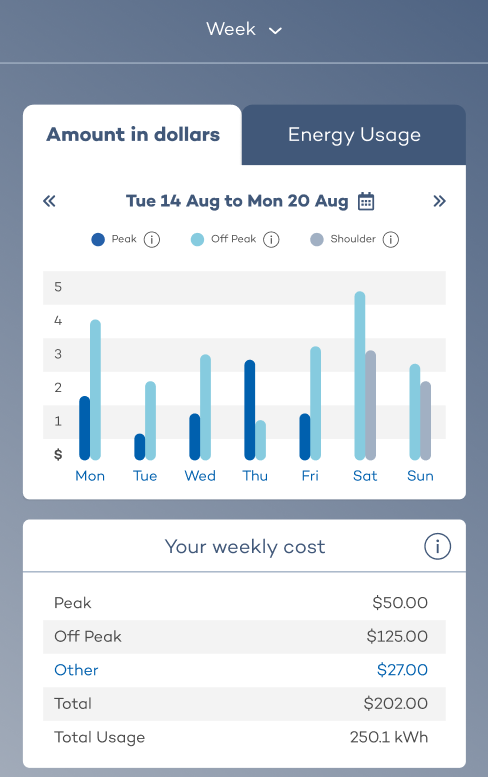 Week
Amount in dollars Energy Usage
Tue 14 Aug to Mon 20 Aug
Peak i Off Peak i Shoulder i
5
4
3
2
1
$
Mon Tue Wed Thu Fri Sat Sun
Your weekly cost i
Peak $50.00
Off Peak $125.00
Other $27.00
Total $202.00
Total Usage 250.1 kWh